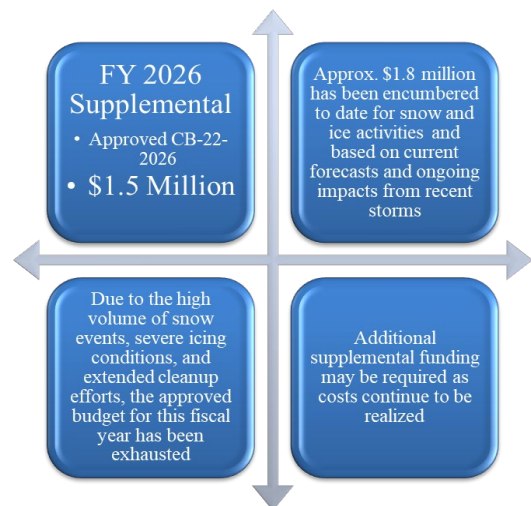 FY 2026
Supplemental
• Approved CB-22-
2026
• $1.5 Million
Approx. $1.8 million
has been encumbered
to date for snow and
ice activities and
based on current
forecasts and ongoing
impacts from recent
storms
Due to the high
volume of snow
events, severe icing
conditions, and
extended cleanup
efforts, the approved
budget for this fiscal
year has been
exhausted
Additional
supplemental funding
may be required as
costs continue to be
realized